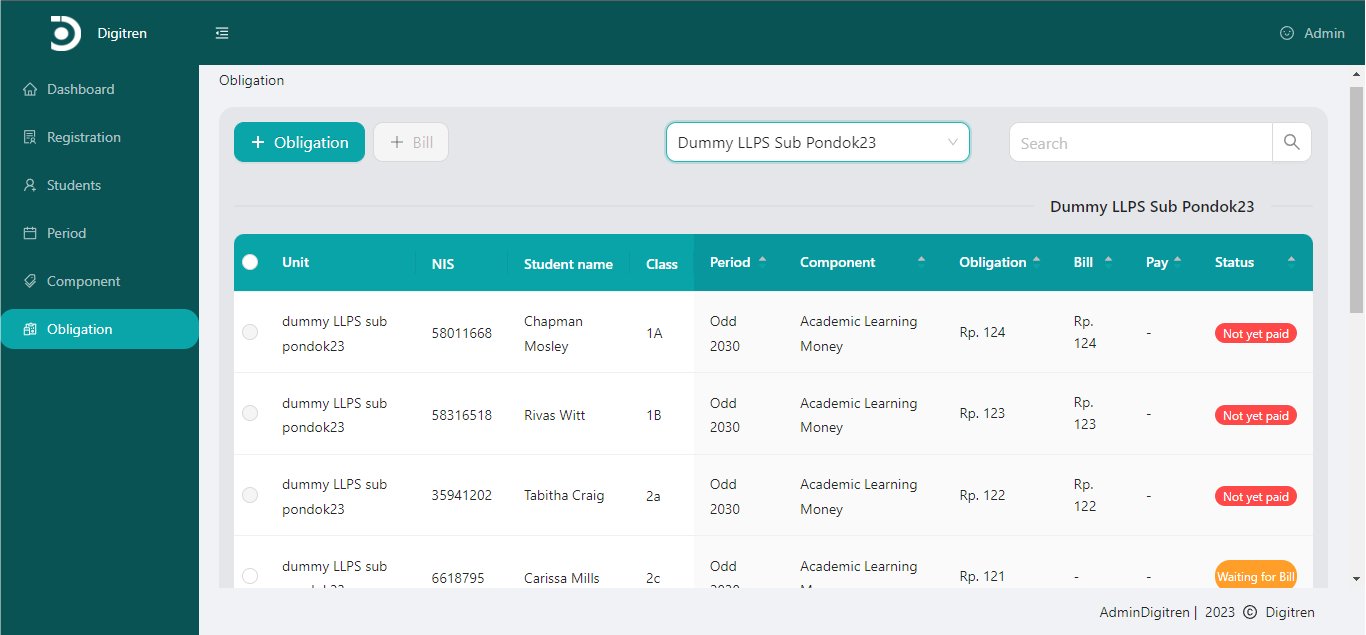 Digitren
Admin
Dashboard
Registration
Students
Period
Component
Obligation
Obligation
+ Obligation
+ Bill
Dummy LLPS Sub Pondok23
Search
Dummy LLPS Sub Pondok23
Unit NIS Student name Class Period Component Obligation Bill Pay Status
dummy LLPS sub pondok23 58011668 Chapman Mosley 1A Odd 2030 Academic Learning Money Rp. 124 Rp. 124 - Not yet paid
dummy LLPS sub pondok23 58316518 Rivas Witt 1B Odd 2030 Academic Learning Money Rp. 123 Rp. 123 - Not yet paid
dummy LLPS sub pondok23 35941202 Tabitha Craig 2a Odd 2030 Academic Learning Money Rp. 122 Rp. 122 - Not yet paid
dummy LLPS sub 6618795 Carissa Mills 2c Odd Academic Learning Rp. 121 - - Waiting for Bill
AdminDigitren | 2023 © Digitren